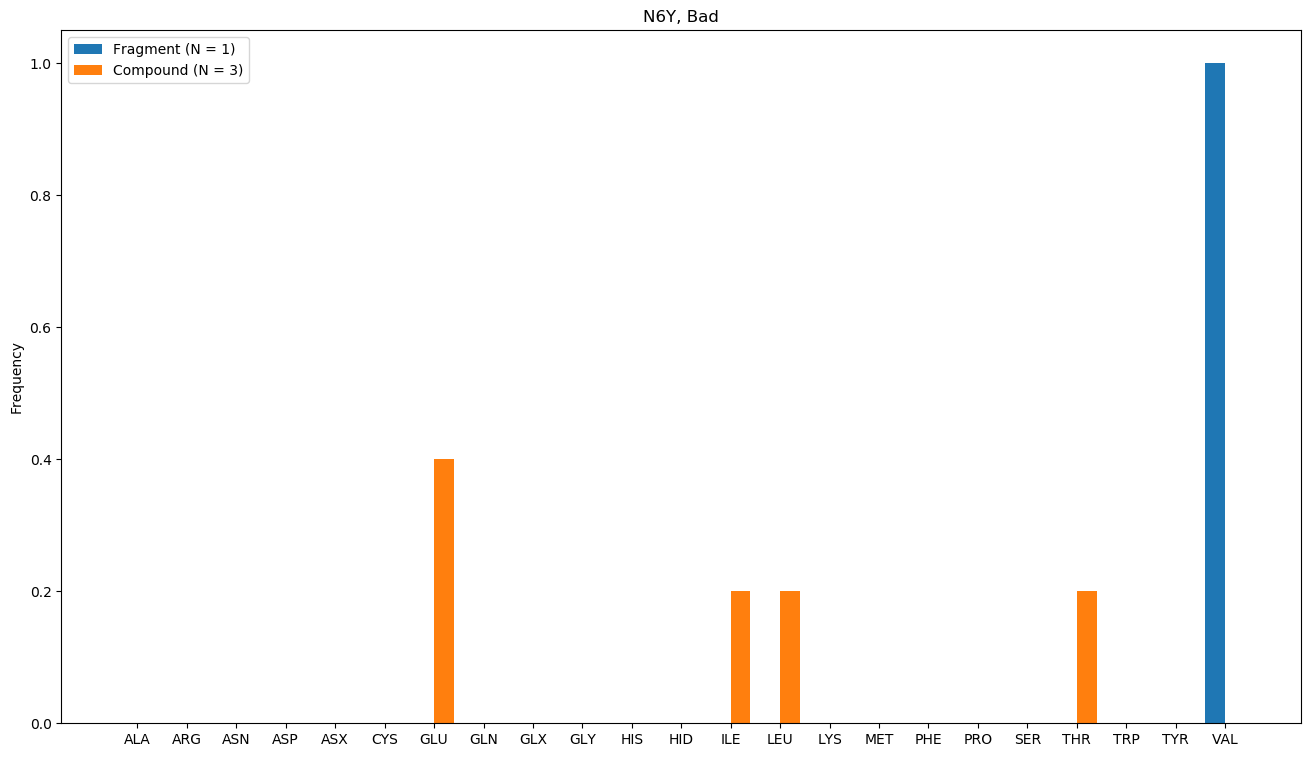 N6Y, Bad
Fragment (N = 1)
Compound (N = 3)
1.0
0.8
0.6
0.4
0.2
0.0
Frequency
ALA ARG ASN ASP ASX CYS GLU GLN GLX GLY HIS HID ILE LEU LYS MET PHE PRO SER THR TRP TYR VAL